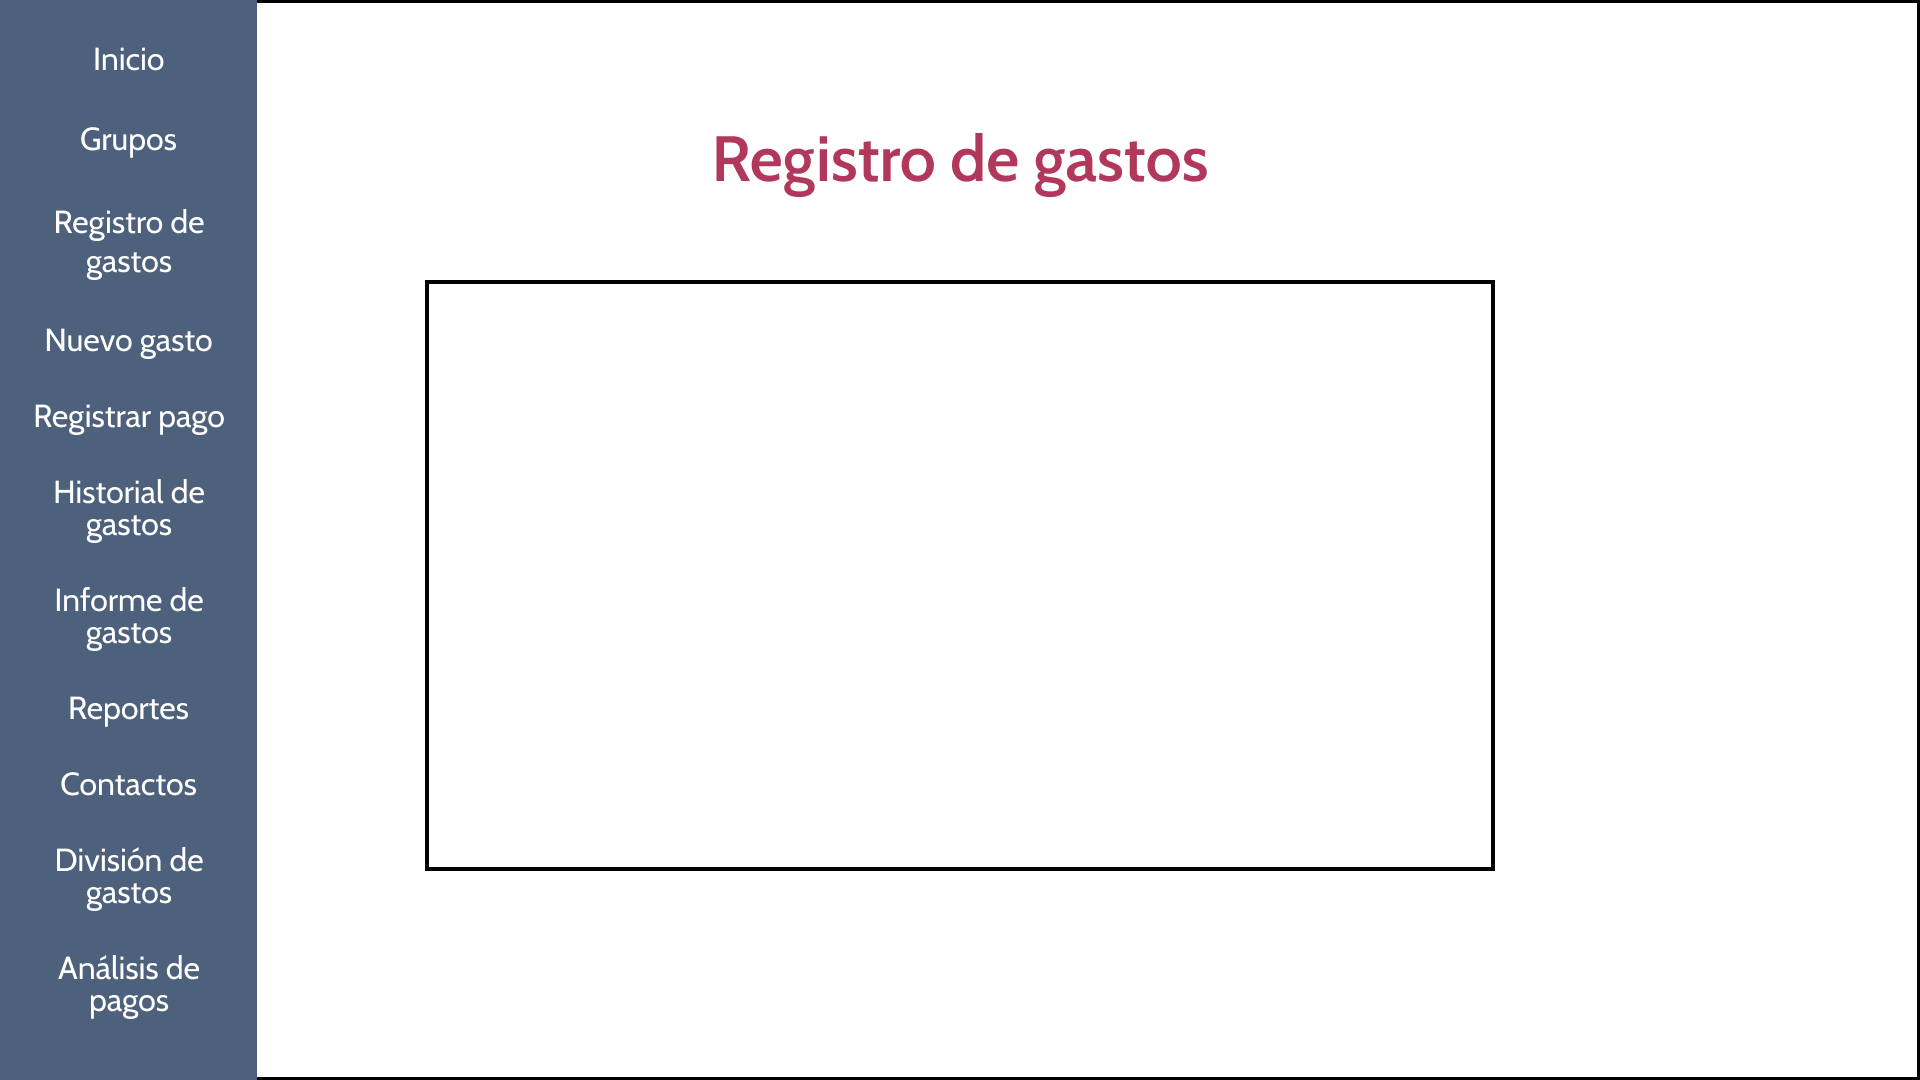 Inicio
Grupos
Registro de
gastos
Nuevo gasto
Registrar pago
Historial de
gastos
Informe de
gastos
Reportes
Contactos
División de
gastos
Análisis de
pagos
Registro de gastos